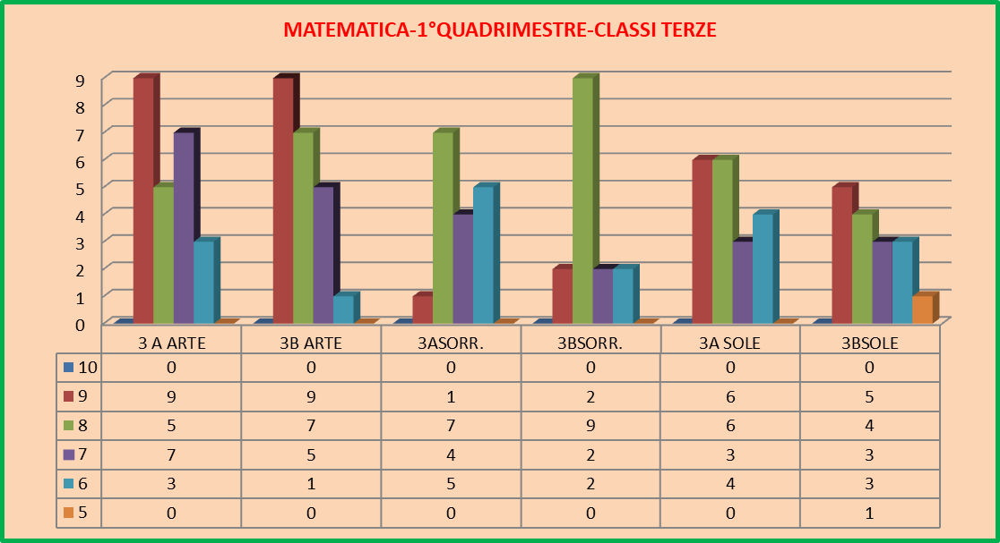 MATEMATICA-1°QUADRIMESTRE-CLASSI TERZE
9
8
7
6
5
4
3
2
1
0
3 A ARTE 3B ARTE 3ASORR. 3BSORR. 3A SOLE 3BSOLE
10 0 0 0 0 0 0
9 9 9 1 2 6 5
8 5 7 7 9 6 4
7 7 5 4 2 3 3
6 3 1 5 2 4 3
5 0 0 0 0 0 1